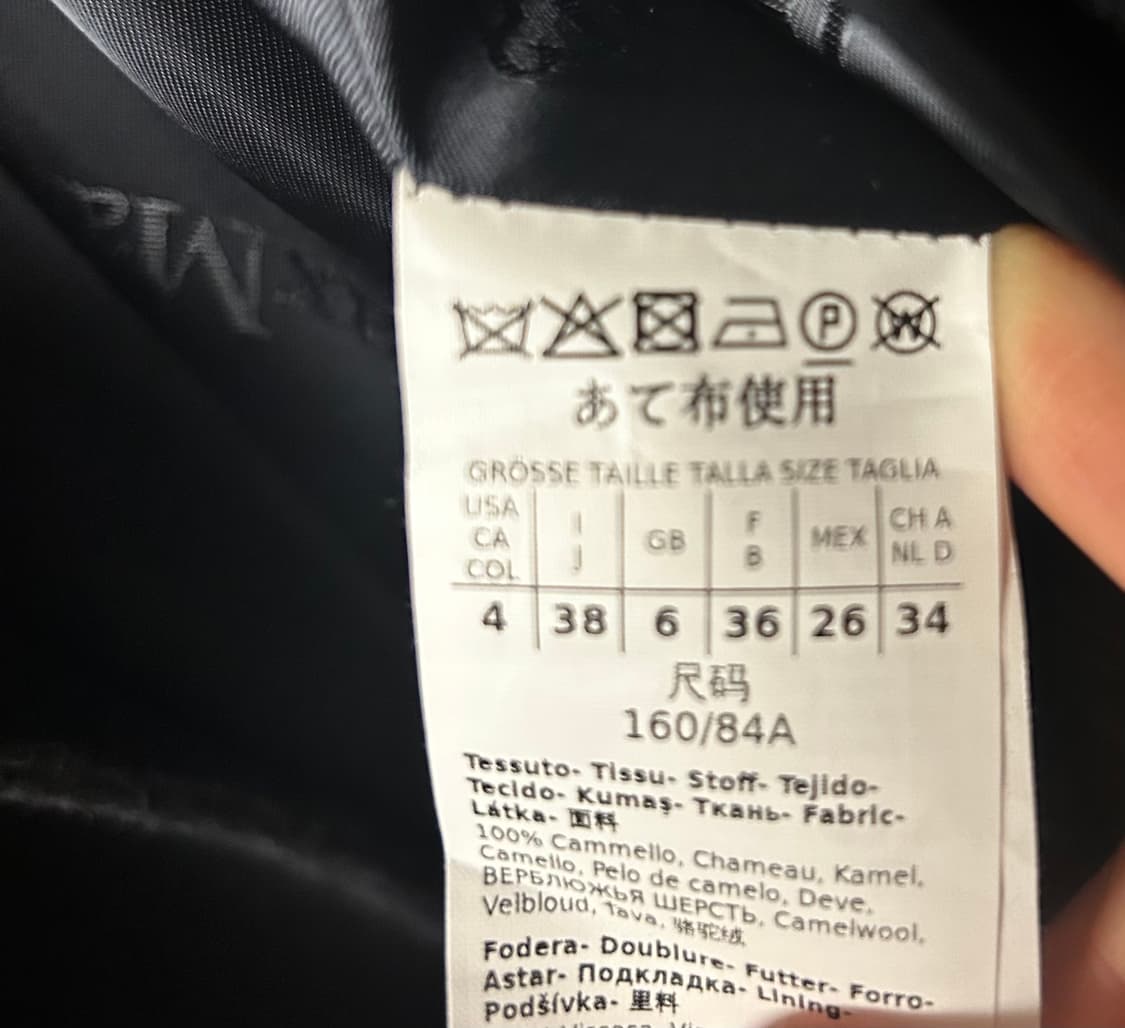 P W
あて布使用
GRÖSSE TAILLE TALLA SIZE TAGLIA
USA CA COL I J GB F B MEX CH A NL D
4 38 6 36 26 34
尺码
160/84A
Tessuto- Tissu- Stoff- Tejido-
Tecido- Kumaş- Ткань- Fabric-
Látka- 面料
100% Cammello, Chameau, Kamel,
Camello, Pelo de camelo, Deve,
ВЕРБЛЮЖЬЯ ШЕРСТЬ, Camelwool,
Velbloud, Tava, 骆驼绒
Fodera- Doublure- Futter- Forro-
Astar- Подкладка- Lining-
Podšívka- 里料